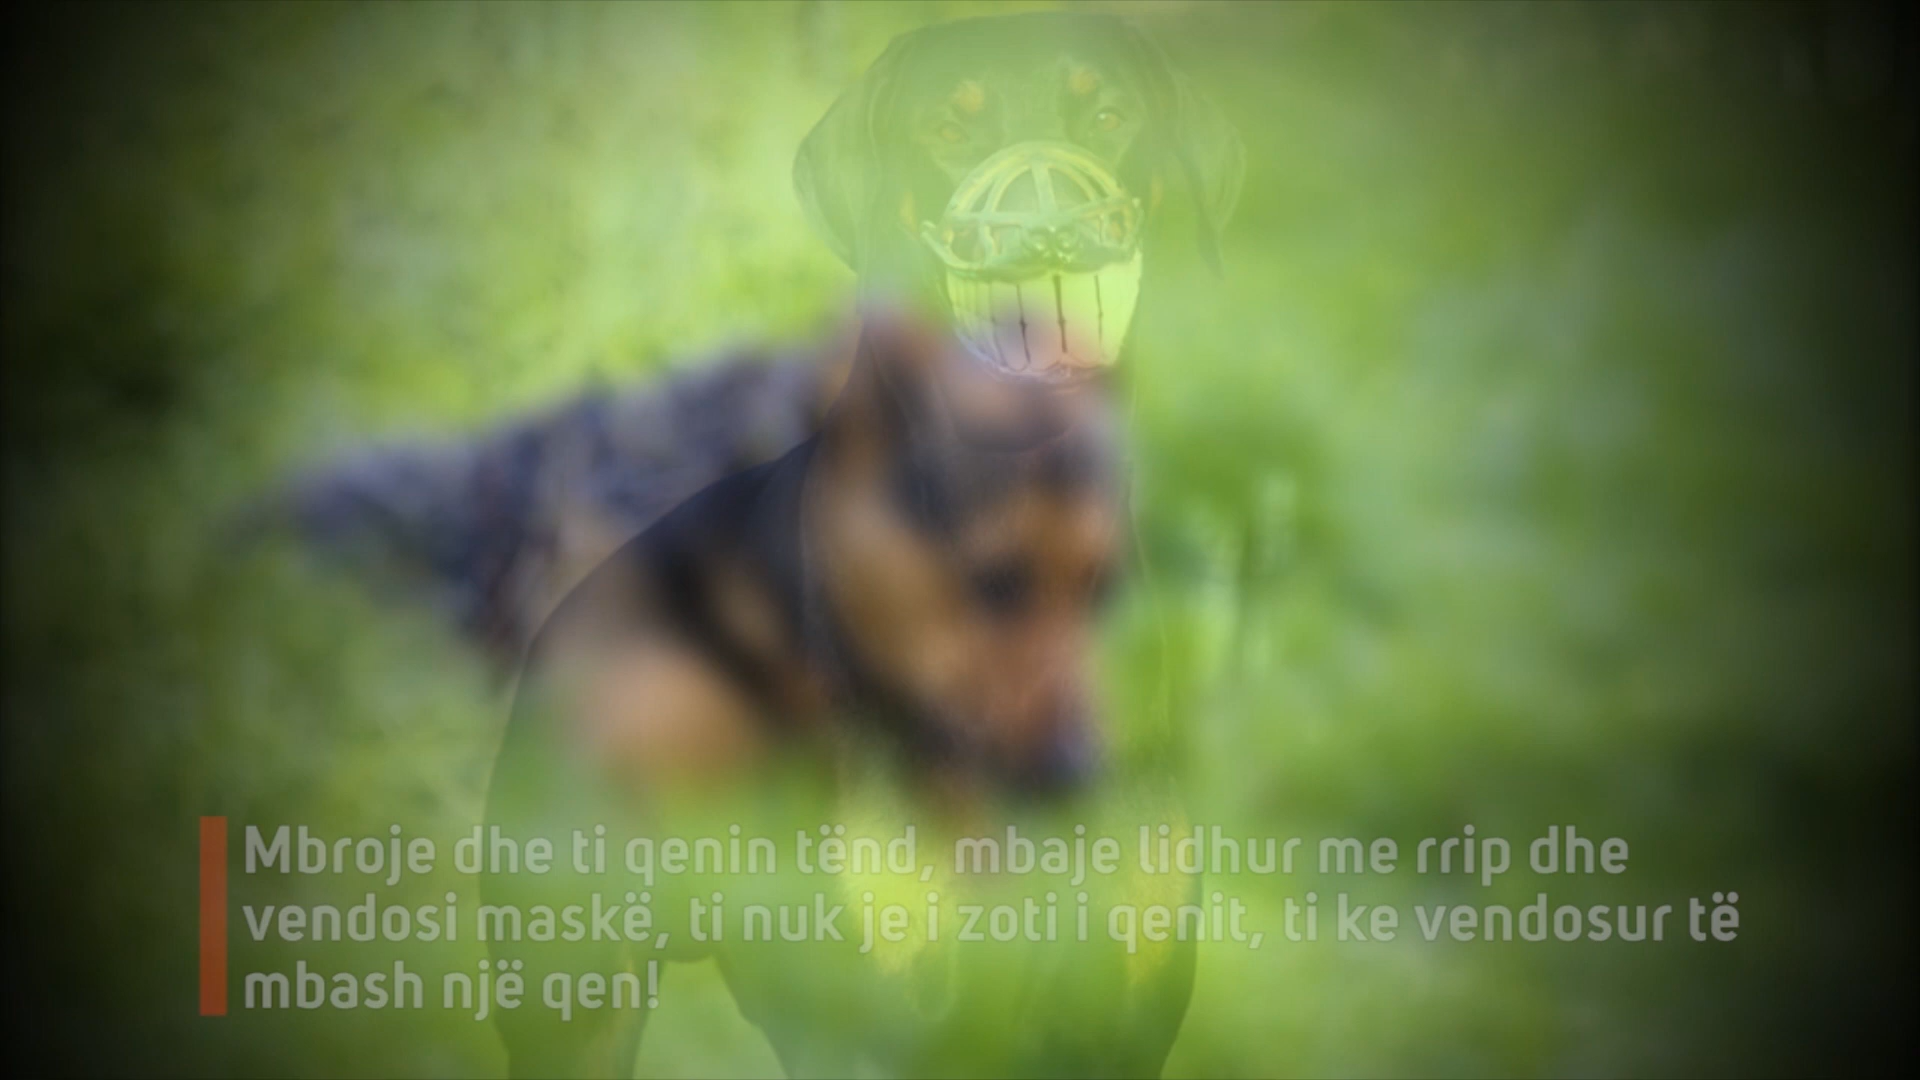 Mbroje dhe ti qenin tënd, mbaje lidhur me rrip dhe
vendosi maskë, ti nuk je i zoti i qenit, ti ke vendosur të
mbash një qen!